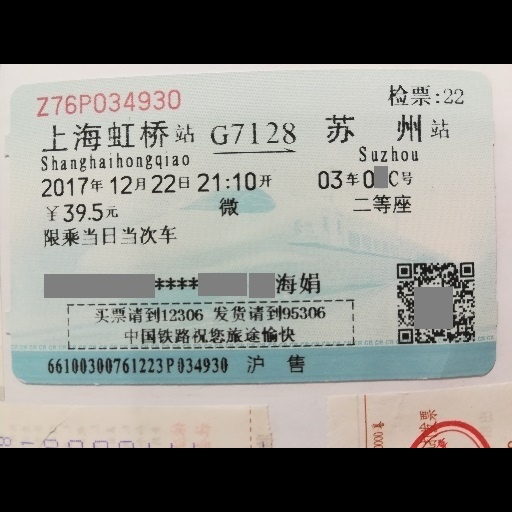 Z76P034930 检票:22
上海虹桥站 G7128 苏州站
Shanghaihongqiao Suzhou
2017年12月22日21:10开 03车0 C号
￥39.5元 微 二等座
限乘当日当次车
**** 海娟
买票请到12306 发货请到95306
中国铁路祝您旅途愉快
66100300761223P034930 沪售